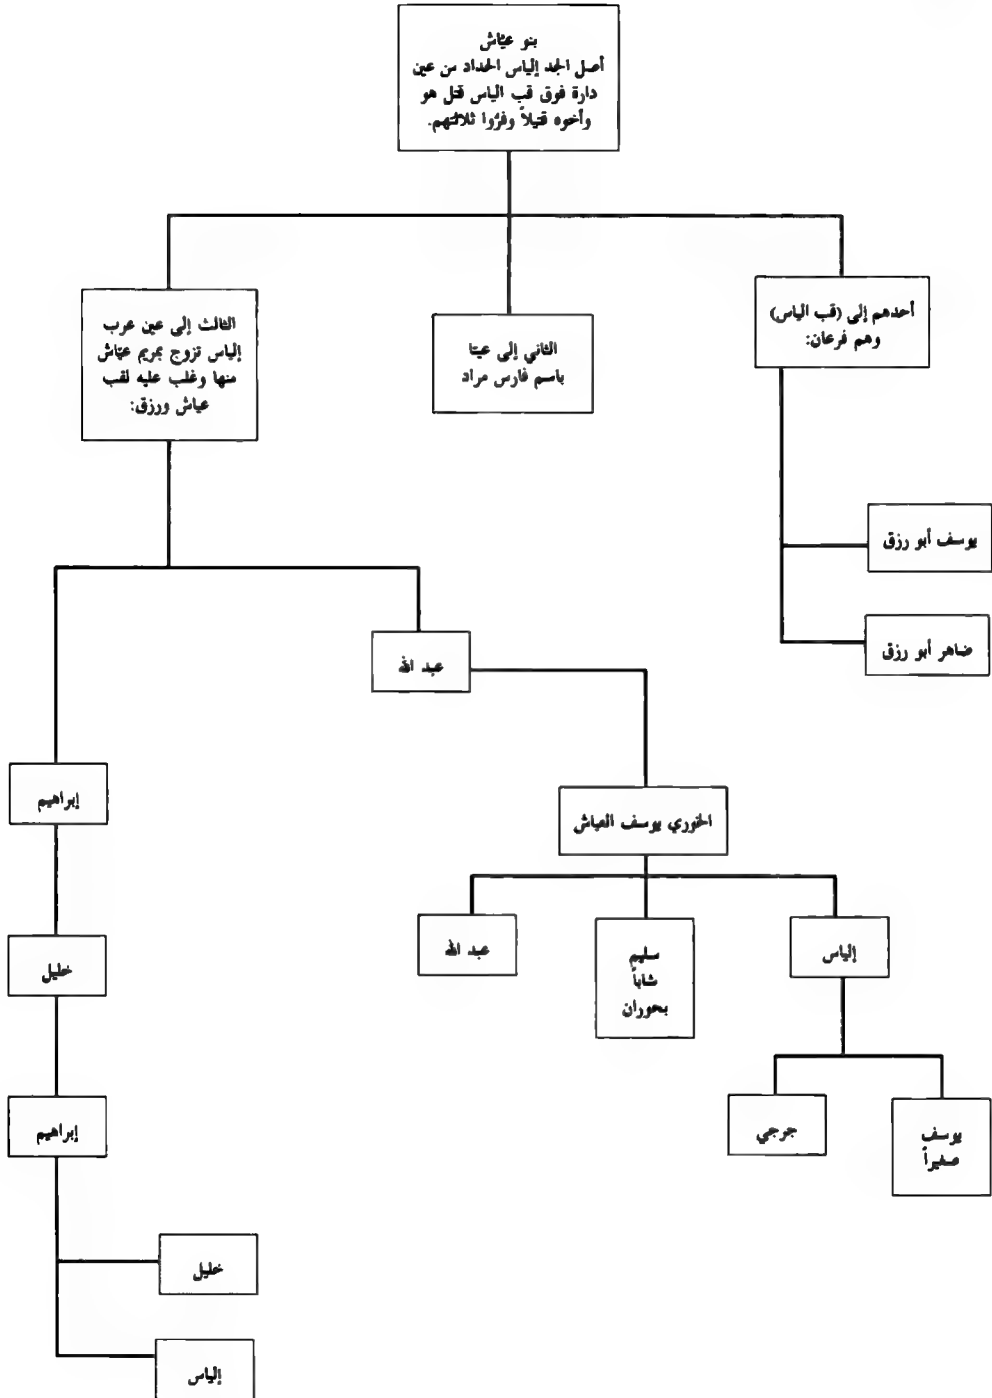 بنو عيّاش
أصل الجد إلياس الحداد من عين
دارة فوق قب الياس قتل هو
وأخوه قتيلاً وفرّوا ثلاثتهم.
أحدهم إلى (قب الياس)
وهم فرعان:
الثاني إلى عيتا
باسم فارس مراد
الثالث إلى عين عرب
إلياس تزوج بمريم عيّاش
منها وغلب عليه لقب
عياش ورزق:
يوسف أبو رزق
ضاهر أبو رزق
عبد الله
إبراهيم
الخوري يوسف العياش
إلياس
سليم
شاباً
بحوران
عبد الله
خليل
يوسف
صغيراً
جرجي
إبراهيم
خليل
إلياس